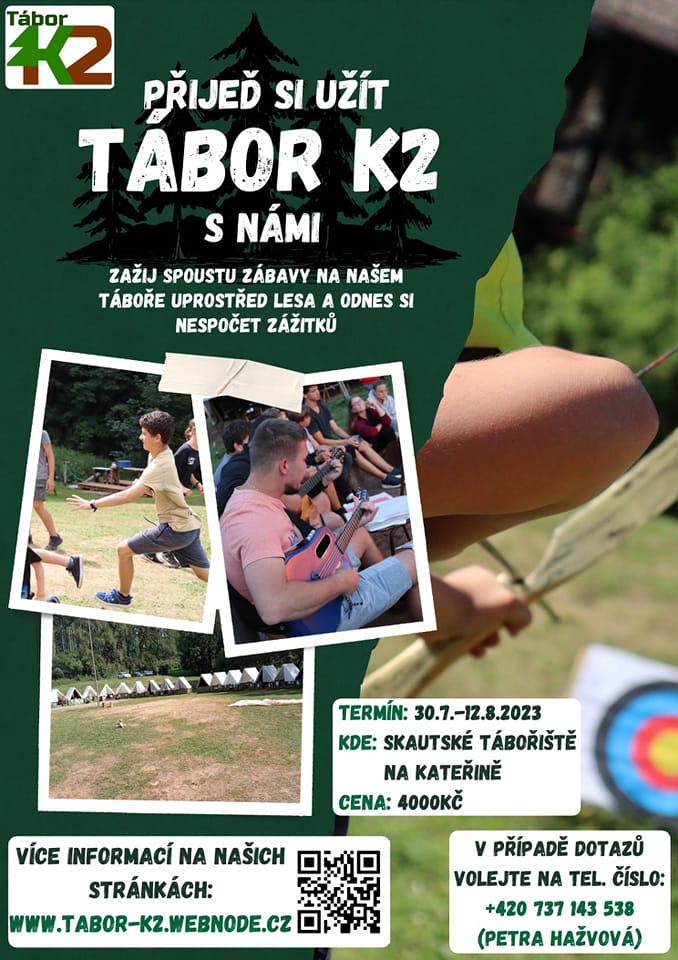 Tábor
K2
PŘIJEĎ SI UŽÍT
TÁBOR K2
S NÁMI
ZAŽIJ SPOUSTU ZÁBAVY NA NAŠEM
TÁBOŘE UPROSTŘED LESA A ODNES SI
NESPOČET ZÁŽITKŮ
TERMÍN: 30.7.-12.8.2023
KDE: SKAUTSKÉ TÁBOŘIŠTĚ
NA KATEŘINĚ
CENA: 4000KČ
VÍCE INFORMACÍ NA NAŠICH
STRÁNKÁCH:
WWW.TABOR-K2.WEBNODE.CZ
V PŘÍPADĚ DOTAZŮ
VOLEJTE NA TEL. ČÍSLO:
+420 737 143 538
(PETRA HAŽVOVÁ)